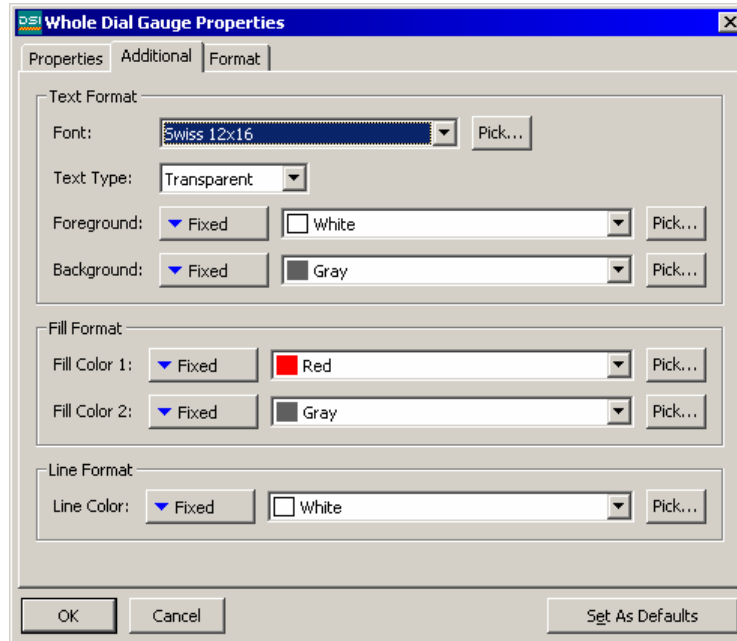 DSI Whole Dial Gauge Properties
Properties Additional Format
Text Format
Font: Swiss 12x16 Pick...
Text Type: Transparent
Foreground: Fixed White Pick...
Background: Fixed Gray Pick...
Fill Format
Fill Color 1: Fixed Red Pick...
Fill Color 2: Fixed Gray Pick...
Line Format
Line Color: Fixed White Pick...
OK Cancel Set As Defaults